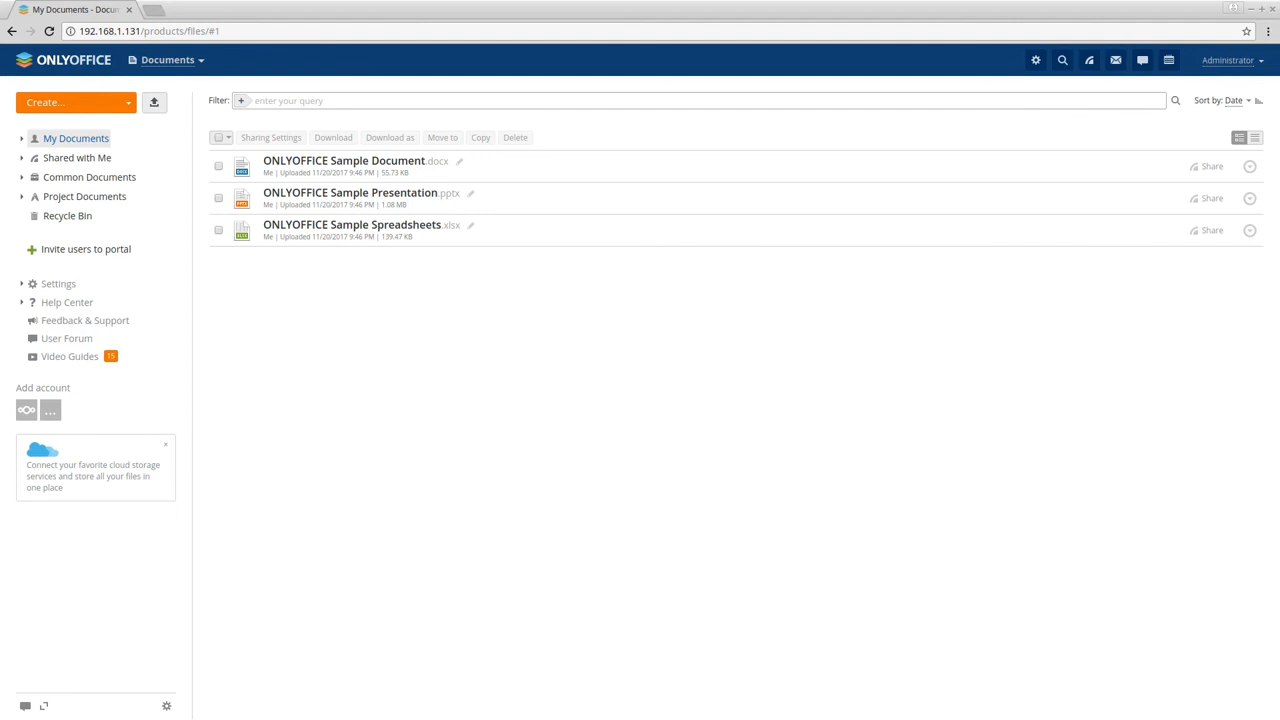 My Documents - Docum
192.168.1.131/products/files/#1
ONLYOFFICE Documents Administrator
Create...
My Documents
Shared with Me
Common Documents
Project Documents
Recycle Bin
Invite users to portal
Settings
Help Center
Feedback & Support
User Forum
Video Guides 15
Add account
...
Connect your favorite cloud storage
services and store all your files in
one place
Filter: + enter your query Sort by: Date
Sharing Settings Download Download as Move to Copy Delete
ONLYOFFICE Sample Document.docx
Me | Uploaded 11/20/2017 9:46 PM | 55.73 KB
Share
ONLYOFFICE Sample Presentation.pptx
Me | Uploaded 11/20/2017 9:46 PM | 1.08 MB
Share
ONLYOFFICE Sample Spreadsheets.xlsx
Me | Uploaded 11/20/2017 9:46 PM | 139.47 KB
Share